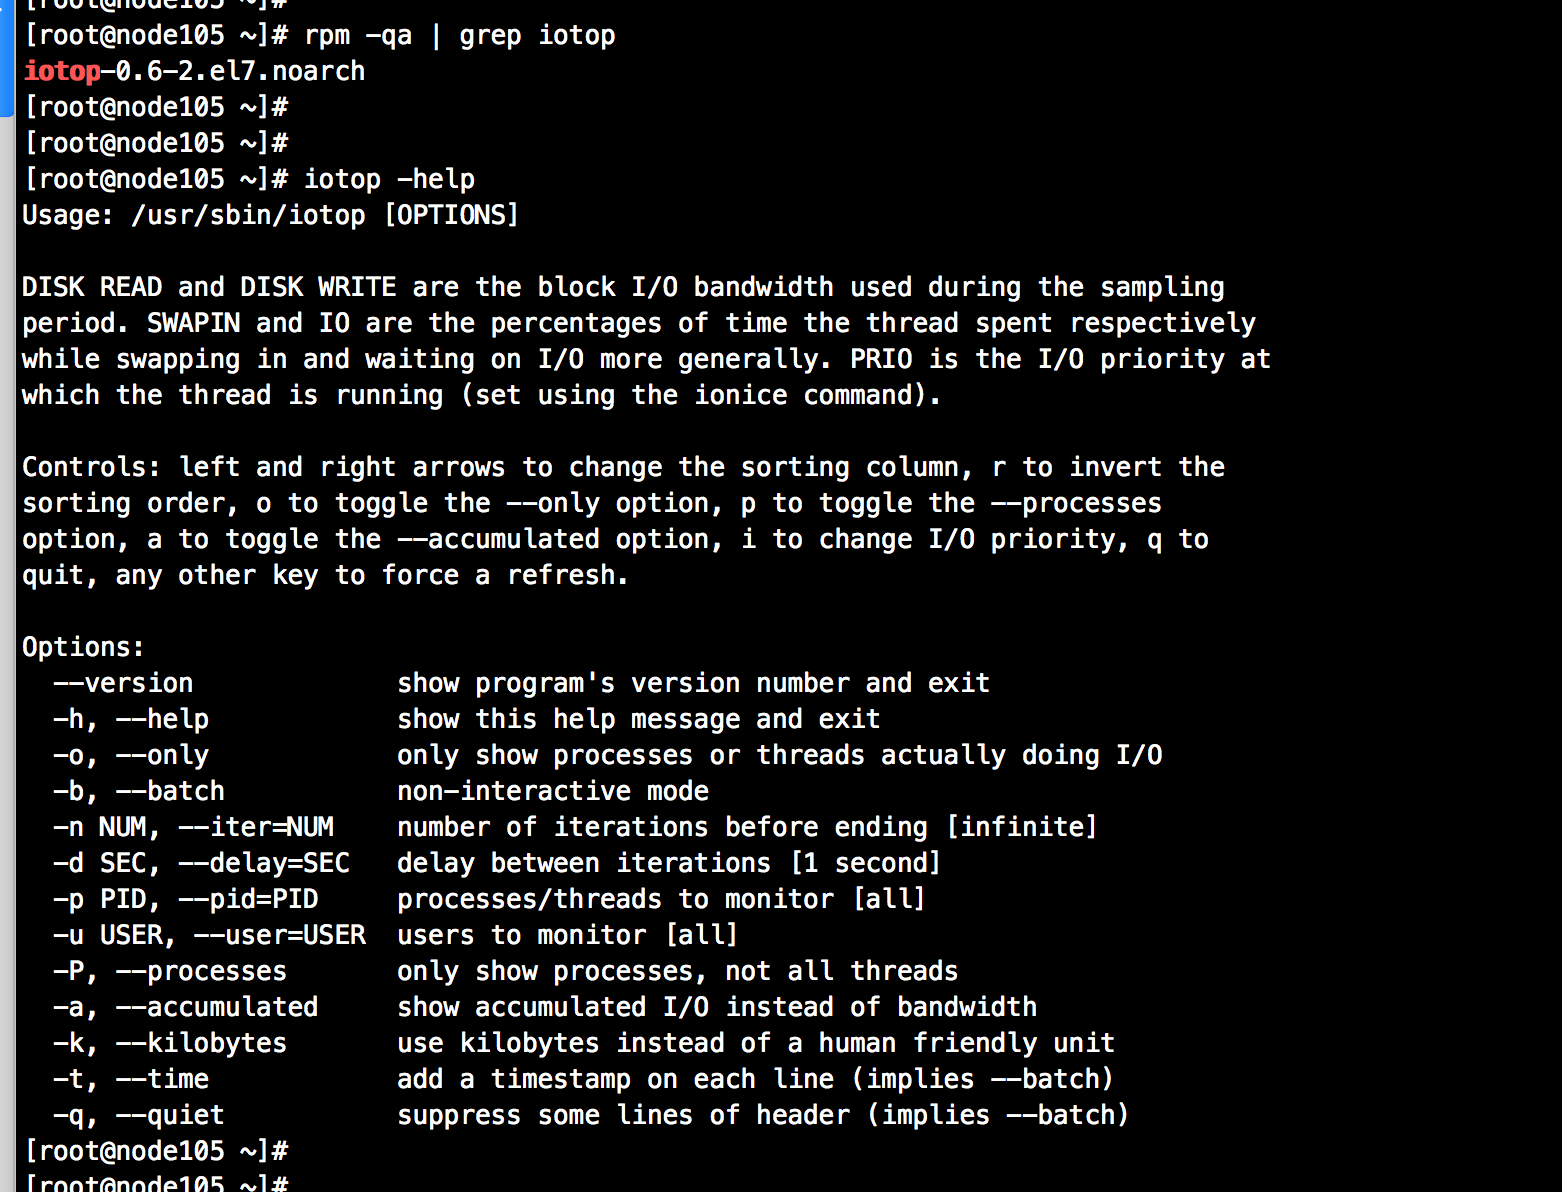 [root@node105 ~]#
[root@node105 ~]# rpm -qa | grep iotop
iotop-0.6-2.el7.noarch
[root@node105 ~]#
[root@node105 ~]#
[root@node105 ~]# iotop -help
Usage: /usr/sbin/iotop [OPTIONS]

DISK READ and DISK WRITE are the block I/O bandwidth used during the sampling
period. SWAPIN and IO are the percentages of time the thread spent respectively
while swapping in and waiting on I/O more generally. PRIO is the I/O priority at
which the thread is running (set using the ionice command).

Controls: left and right arrows to change the sorting column, r to invert the
sorting order, o to toggle the --only option, p to toggle the --processes
option, a to toggle the --accumulated option, i to change I/O priority, q to
quit, any other key to force a refresh.

Options:
  --version             show program's version number and exit
  -h, --help            show this help message and exit
  -o, --only            only show processes or threads actually doing I/O
  -b, --batch           non-interactive mode
  -n NUM, --iter=NUM    number of iterations before ending [infinite]
  -d SEC, --delay=SEC   delay between iterations [1 second]
  -p PID, --pid=PID     processes/threads to monitor [all]
  -u USER, --user=USER  users to monitor [all]
  -P, --processes       only show processes, not all threads
  -a, --accumulated     show accumulated I/O instead of bandwidth
  -k, --kilobytes       use kilobytes instead of a human friendly unit
  -t, --time            add a timestamp on each line (implies --batch)
  -q, --quiet           suppress some lines of header (implies --batch)
[root@node105 ~]#
[root@node105 ~]#